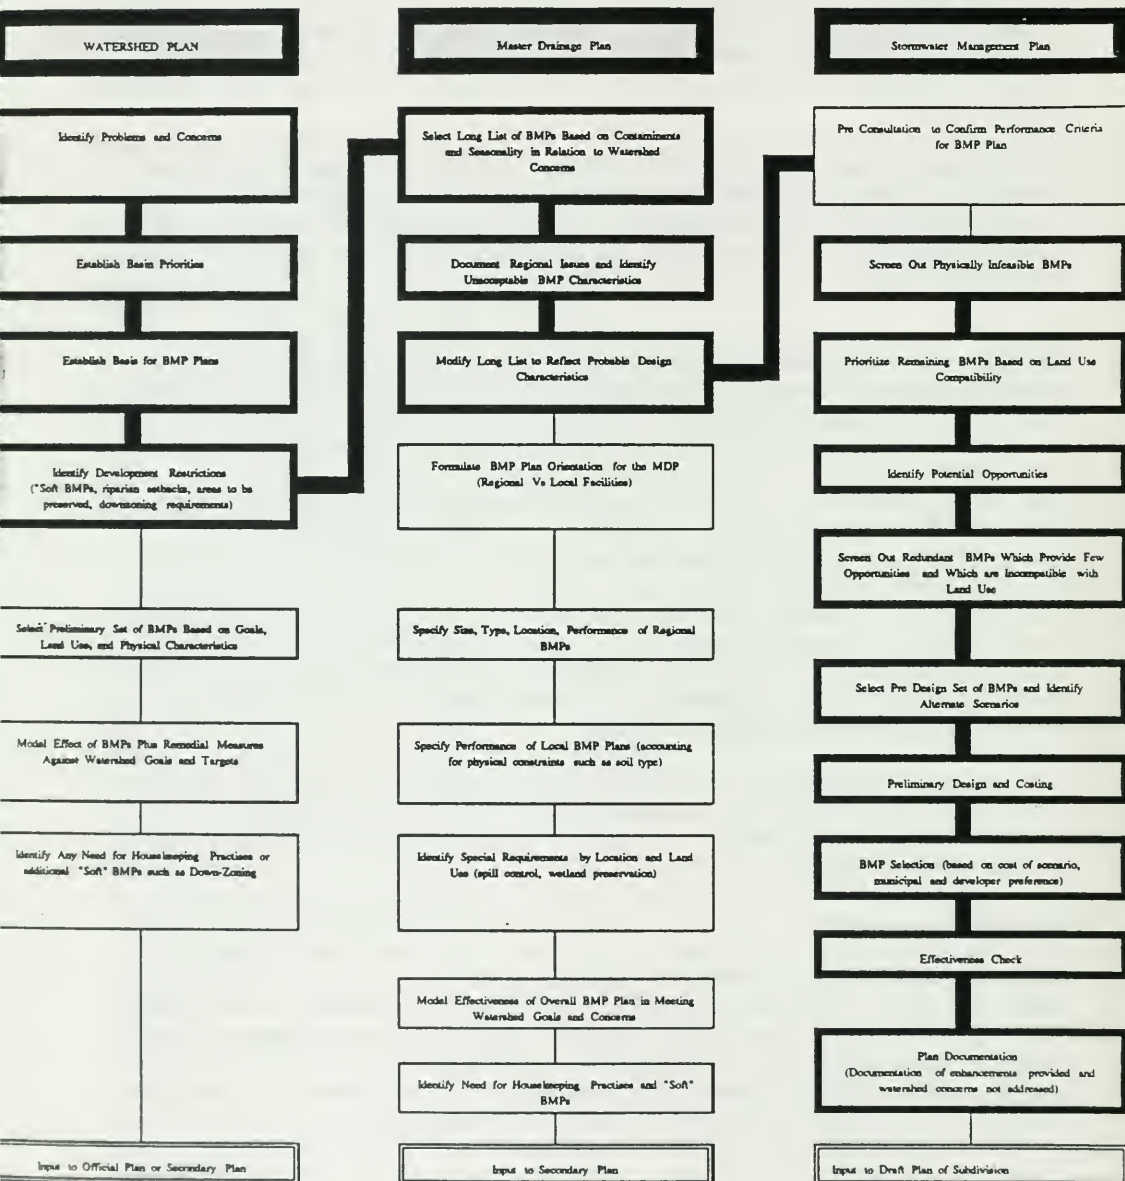 WATERSHED PLAN
Identify Problems and Concerns
Establish Basin Priorities
Establish Basis for BMP Plans
Identify Development Restrictions
("Soft BMPs, riparian setbacks, areas to be
preserved, downzoning requirements)
Select Preliminary Set of BMPs Based on Goals,
Land Use, and Physical Characteristics
Model Effect of BMPs Plus Remedial Measures
Against Watershed Goals and Targets
Identify Any Need for Housekeeping Practises or
additional "Soft" BMPs such as Down-Zoning
Input to Official Plan or Secondary Plan
Master Drainage Plan
Select Long List of BMPs Based on Contaminants
and Seasonality in Relation to Watershed
Concerns
Document Regional Issues and Identify
Unacceptable BMP Characteristics
Modify Long List to Reflect Probable Design
Characteristics
Formulate BMP Plan Orientation for the MDP
(Regional Vs Local Facilities)
Specify Size, Type, Location, Performance of Regional
BMPs
Specify Performance of Local BMP Plans (accounting
for physical constraints such as soil type)
Identify Special Requirements by Location and Land
Use (spill control, wetland preservation)
Model Effectiveness of Overall BMP Plan in Meeting
Watershed Goals and Concerns
Identify Need for Housekeeping Practises and "Soft"
BMPs
Input to Secondary Plan
Stormwater Management Plan
Pre Consultation to Confirm Performance Criteria
for BMP Plan
Screen Out Physically Infeasible BMPs
Prioritize Remaining BMPs Based on Land Use
Compatibility
Identify Potential Opportunities
Screen Out Redundant BMPs Which Provide Few
Opportunities and Which are Incompatible with
Land Use
Select Pre Design Set of BMPs and Identify
Alternate Scenarios
Preliminary Design and Costing
BMP Selection (based on cost of scenario,
municipal and developer preference)
Effectiveness Check
Plan Documentation
(Documentation of enhancements provided and
watershed concerns not addressed)
Input to Draft Plan of Subdivision